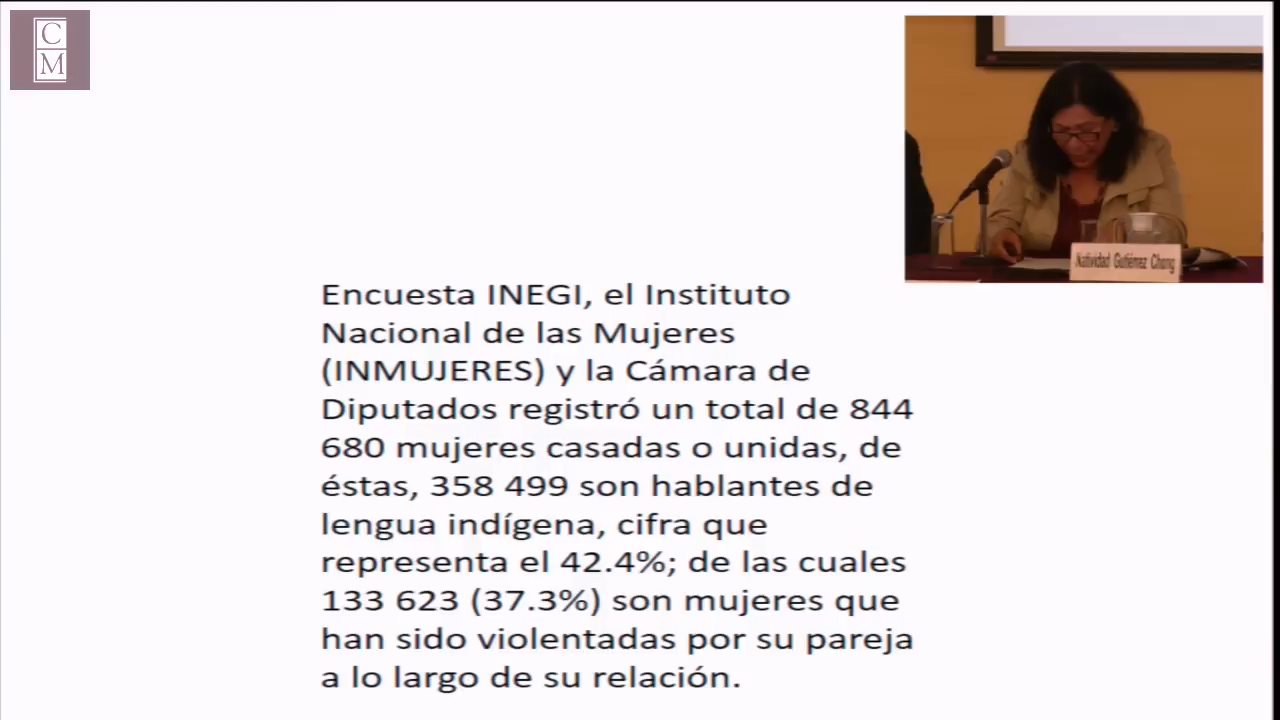 C
M
Natividad Gutiérrez Chong
Encuesta INEGI, el Instituto
Nacional de las Mujeres
(INMUJERES) y la Cámara de
Diputados registró un total de 844
680 mujeres casadas o unidas, de
éstas, 358 499 son hablantes de
lengua indígena, cifra que
representa el 42.4%; de las cuales
133 623 (37.3%) son mujeres que
han sido violentadas por su pareja
a lo largo de su relación.